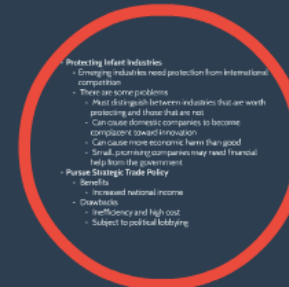 - Protecting Infant Industries
- Emerging industries need protection from international
competition
- There are some problems
- Must distinguish between industries that are worth
protecting and those that are not
- Can cause domestic companies to become
complacent toward innovation
- Can cause more economic harm than good
- Small, promising companies may need financial
help from the government
- Pursue Strategic Trade Policy
- Benefits
- Increased national income
- Drawbacks
- Inefficiency and high cost
- Subject to political lobbying